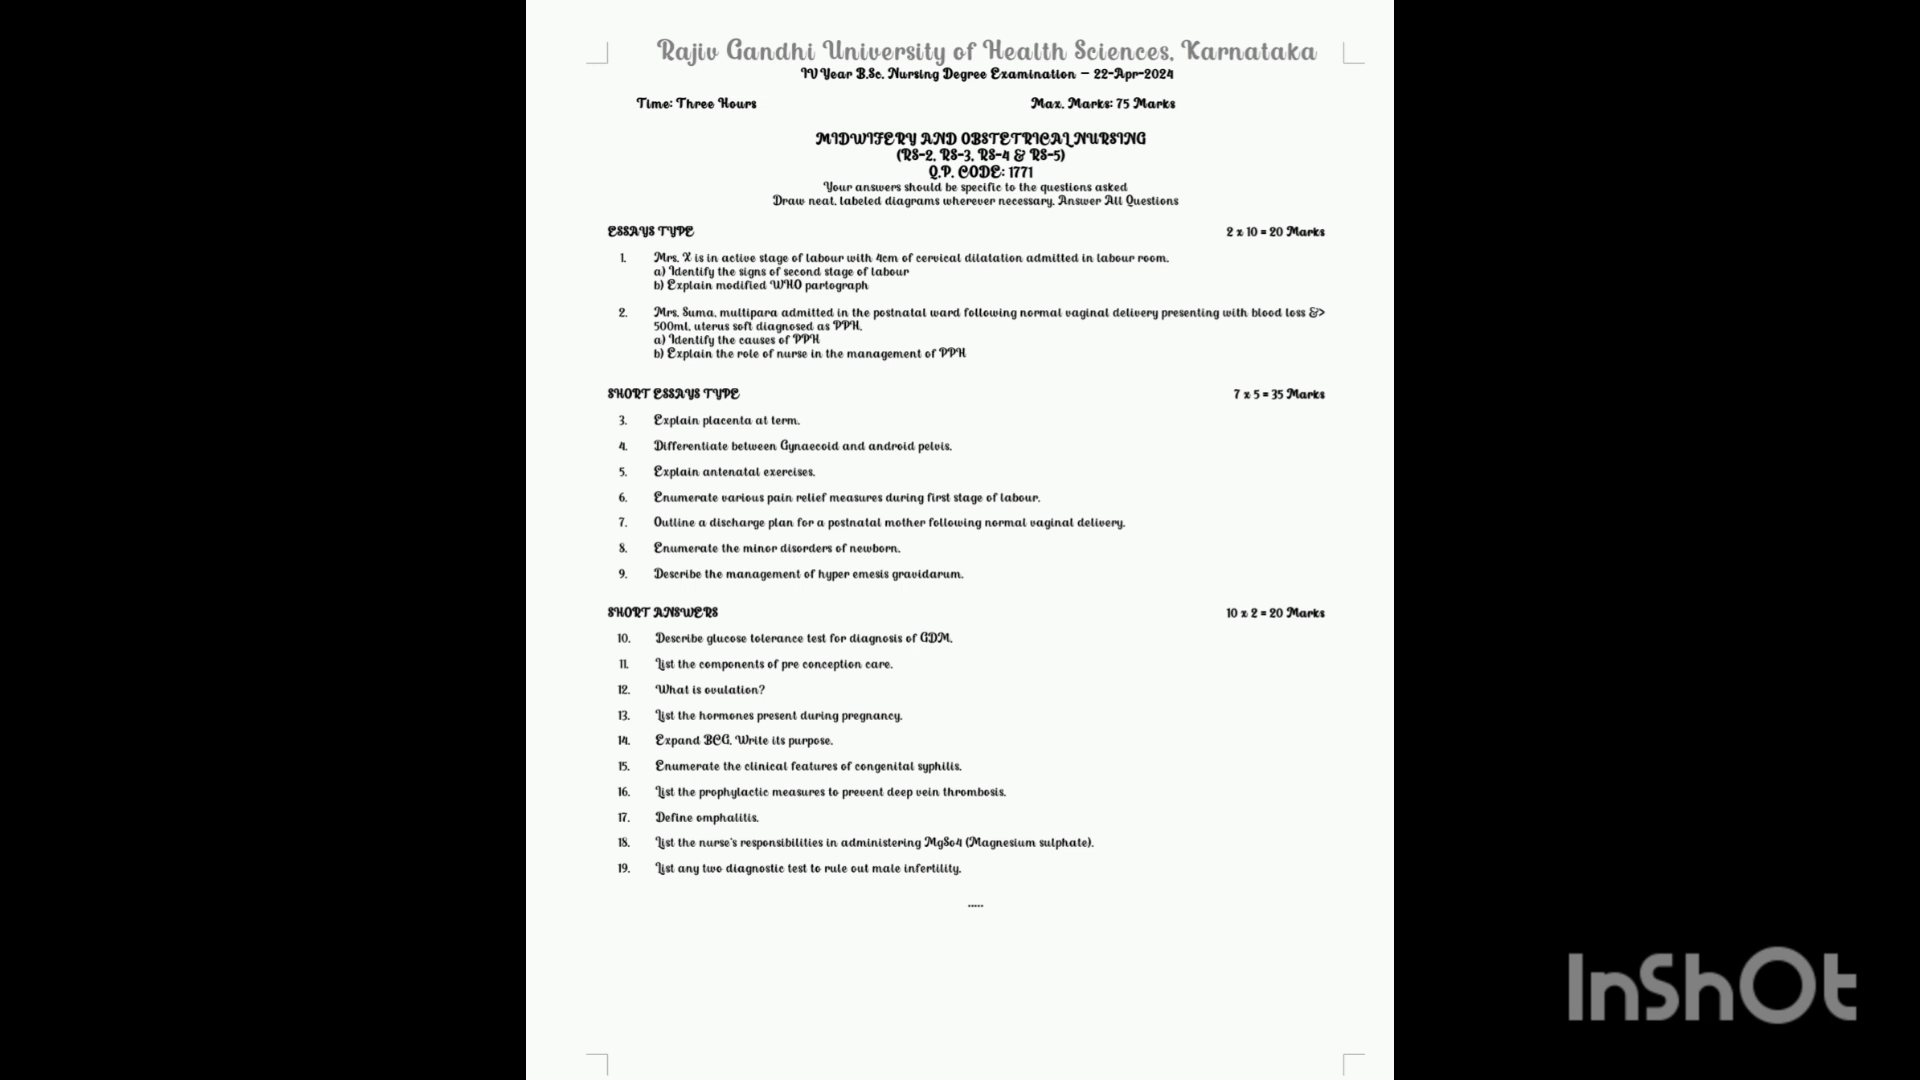 Rajiv Gandhi University of Health Sciences, Karnataka
IV Year B.Sc. Nursing Degree Examination – 22-Apr-2024
Time: Three Hours Max. Marks: 75 Marks
MIDWIFERY AND OBSTETRICAL NURSING
(RS-2, RS-3, RS-4 & RS-5)
Q.P. CODE: 1771
Your answers should be specific to the questions asked
Draw neat, labeled diagrams wherever necessary. Answer All Questions
ESSAYS TYPE 2 x 10 = 20 Marks
1. Mrs. X is in active stage of labour with 4cm of cervical dilatation admitted in labour room.
a) Identify the signs of second stage of labour
b) Explain modified WHO partograph
2. Mrs. Suma, multipara admitted in the postnatal ward following normal vaginal delivery presenting with blood loss &>
500ml, uterus soft diagnosed as PPH.
a) Identify the causes of PPH
b) Explain the role of nurse in the management of PPH
SHORT ESSAYS TYPE 7 x 5 = 35 Marks
3. Explain placenta at term.
4. Differentiate between Gynaecoid and android pelvis.
5. Explain antenatal exercises.
6. Enumerate various pain relief measures during first stage of labour.
7. Outline a discharge plan for a postnatal mother following normal vaginal delivery.
8. Enumerate the minor disorders of newborn.
9. Describe the management of hyper emesis gravidarum.
SHORT ANSWERS 10 x 2 = 20 Marks
10. Describe glucose tolerance test for diagnosis of GDM.
11. List the components of pre conception care.
12. What is ovulation?
13. List the hormones present during pregnancy.
14. Expand BCG. Write its purpose.
15. Enumerate the clinical features of congenital syphilis.
16. List the prophylactic measures to prevent deep vein thrombosis.
17. Define omphalitis.
18. List the nurse's responsibilities in administering MgSo4 (Magnesium sulphate).
19. List any two diagnostic test to rule out male infertility.
.....
InShOt